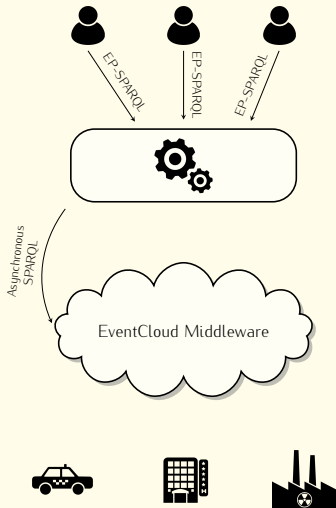 EP-SPARQL
EP-SPARQL
EP-SPARQL
Asynchronous
SPARQL
EventCloud Middleware